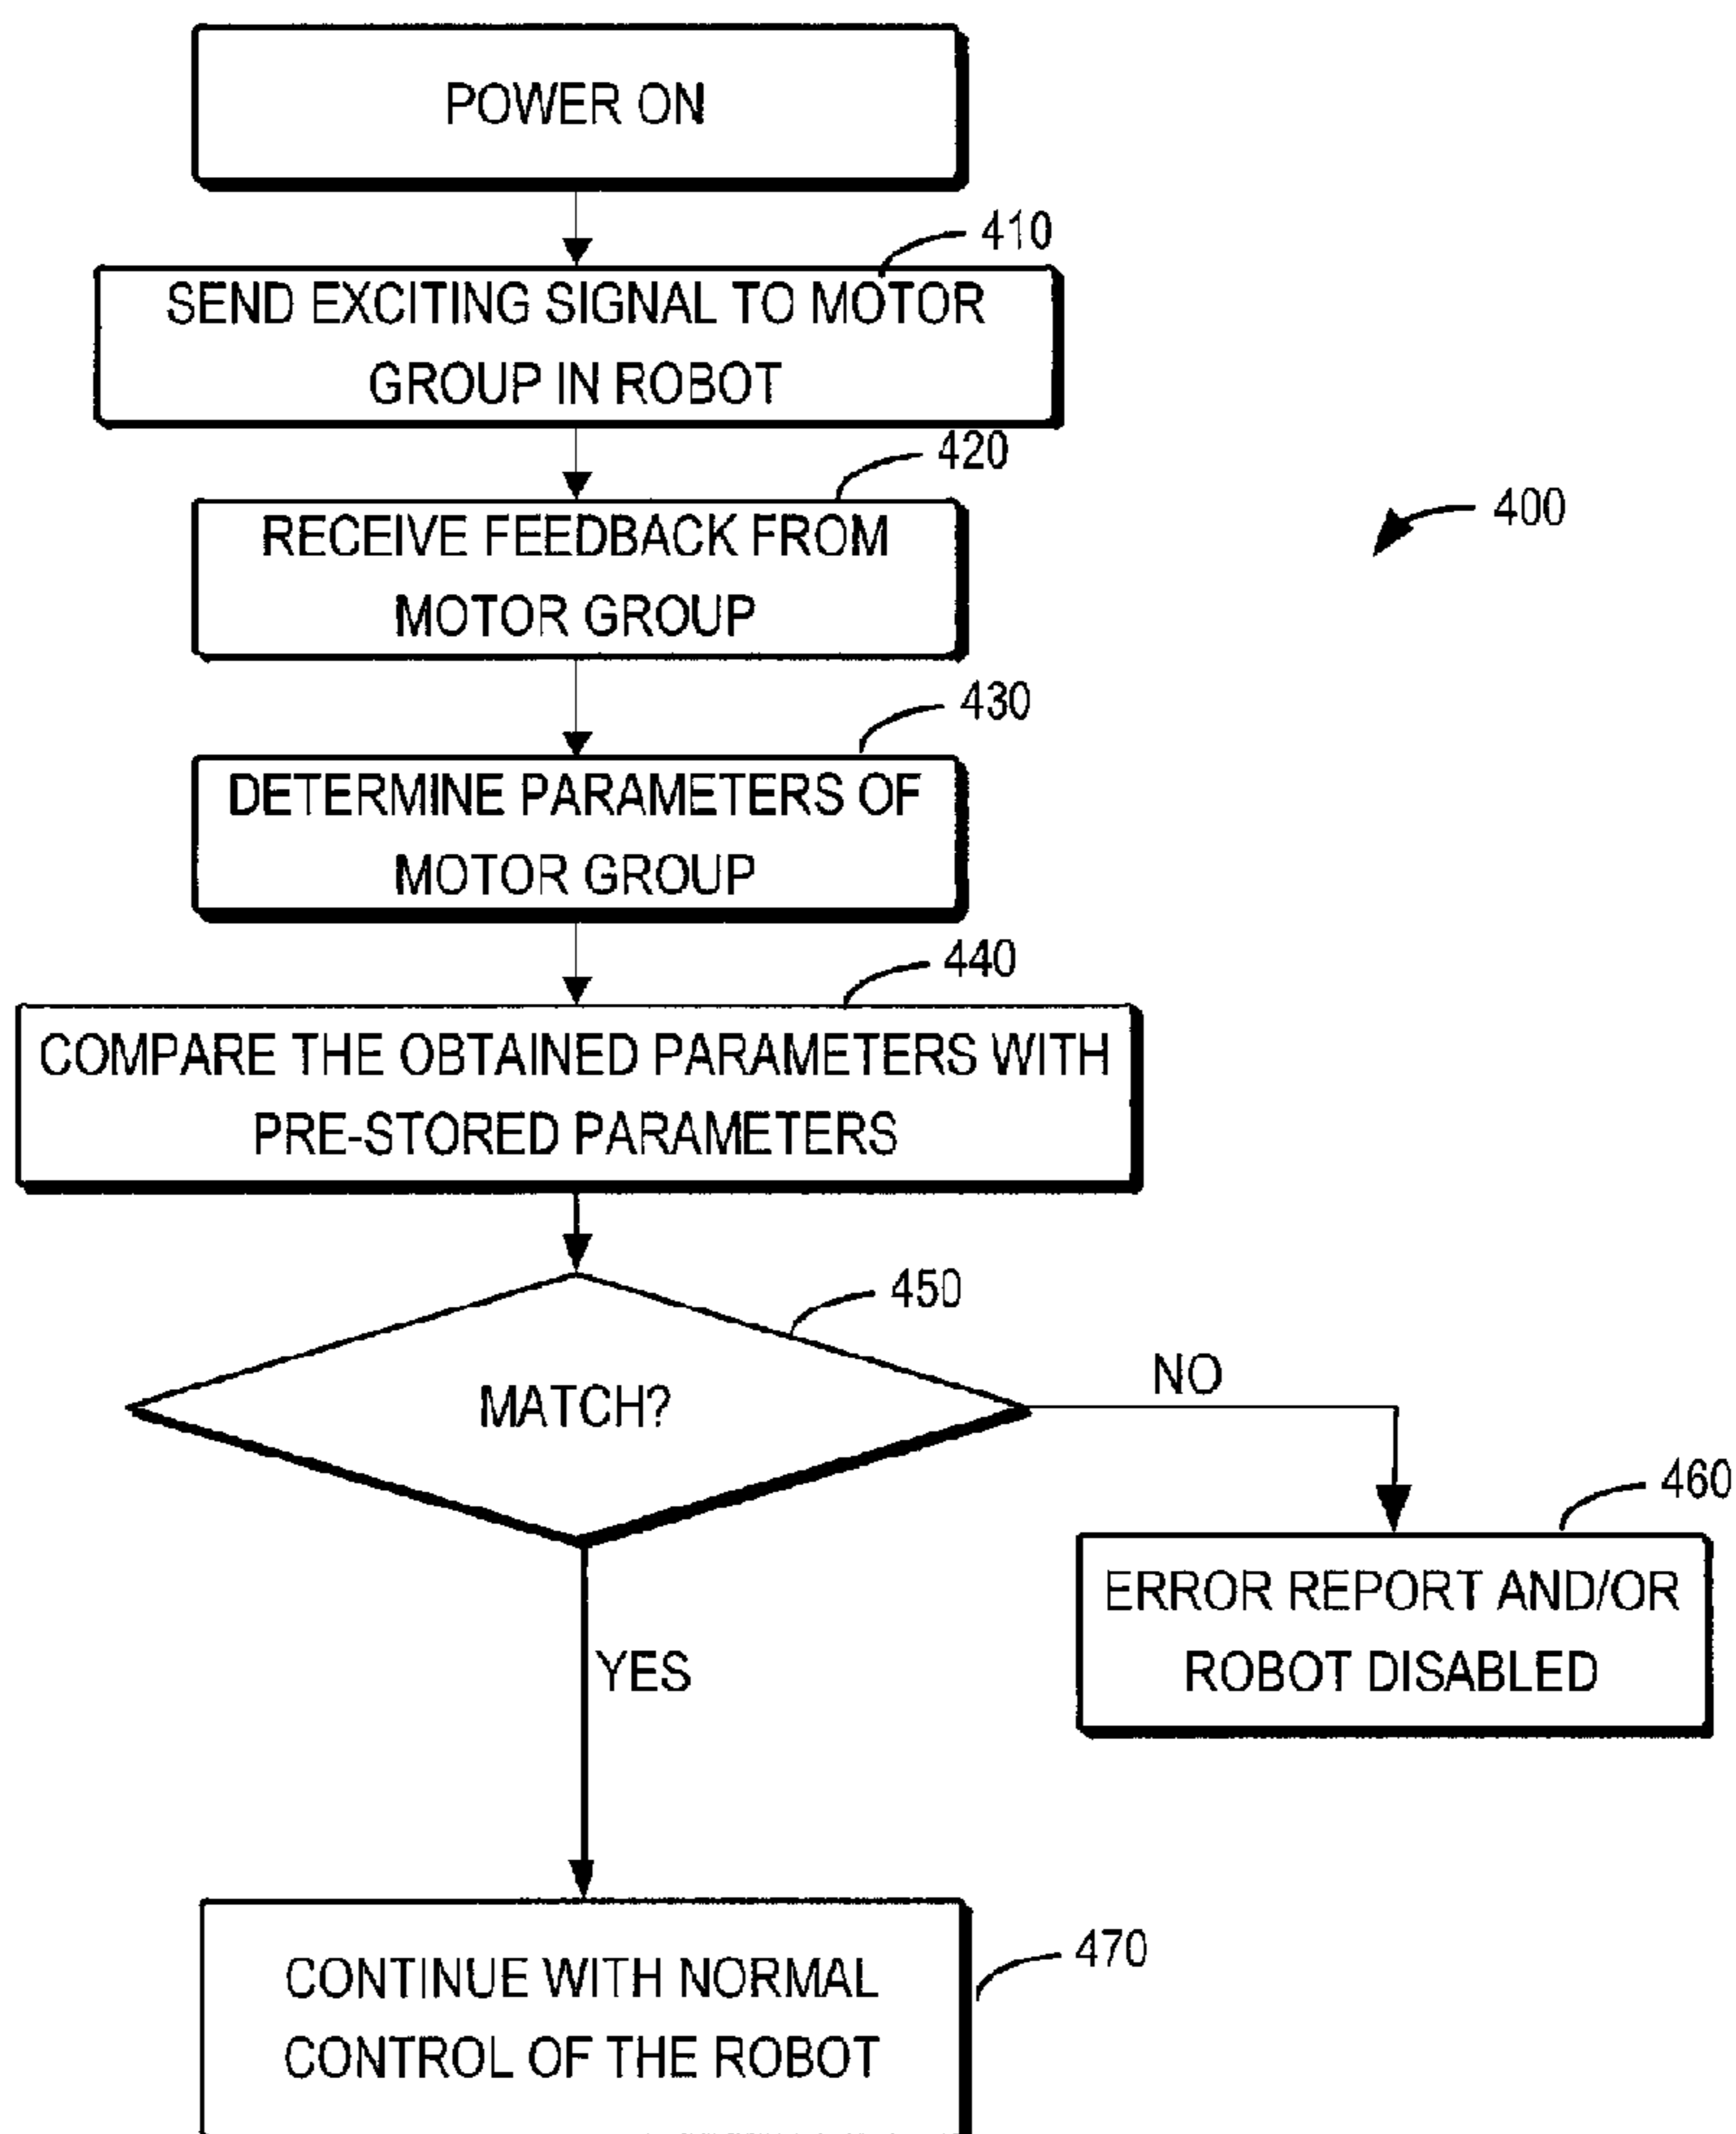 POWER ON
410
SEND EXCITING SIGNAL TO MOTOR
GROUP IN ROBOT
420
RECEIVE FEEDBACK FROM
MOTOR GROUP
400
430
DETERMINE PARAMETERS OF
MOTOR GROUP
440
COMPARE THE OBTAINED PARAMETERS WITH
PRE-STORED PARAMETERS
450
MATCH?
NO
460
ERROR REPORT AND/OR
ROBOT DISABLED
YES
470
CONTINUE WITH NORMAL
CONTROL OF THE ROBOT